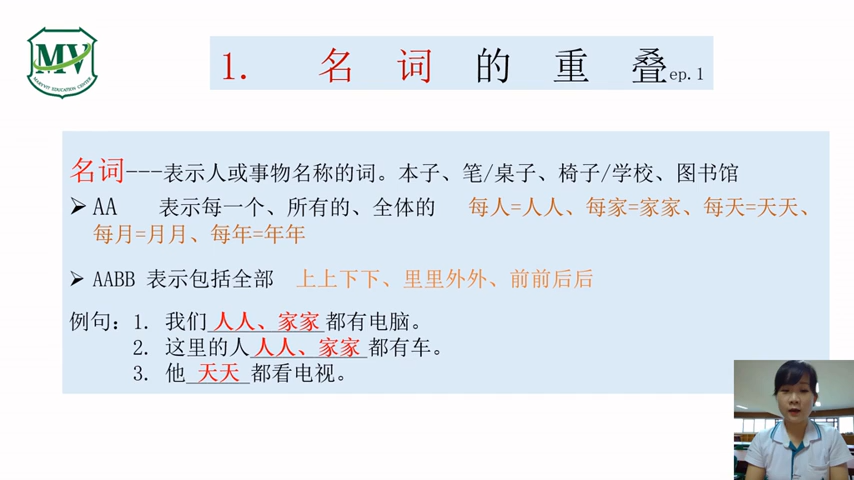 MV
MARYVIT EDUCATION CENTER
1. 名词的重叠ep.1
名词---表示人或事物名称的词。本子、笔/桌子、椅子/学校、图书馆
➢ AA 表示每一个、所有的、全体的 每人=人人、每家=家家、每天=天天、
每月=月月、每年=年年
➢ AABB 表示包括全部 上上下下、里里外外、前前后后
例句：1. 我们人人、家家都有电脑。
2. 这里的人人人、家家都有车。
3. 他 天天 都看电视。